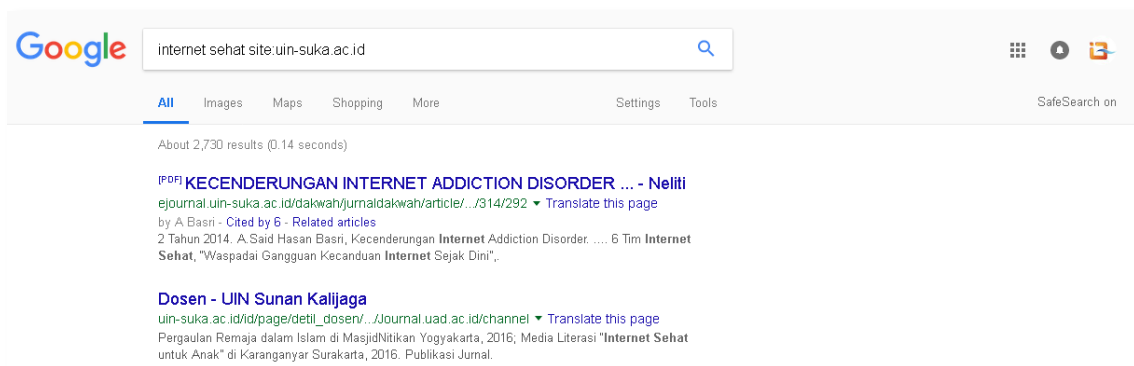 Google
internet sehat site:uin-suka.ac.id
All Images Maps Shopping More Settings Tools SafeSearch on
About 2,730 results (0.14 seconds)
[PDF] KECENDERUNGAN INTERNET ADDICTION DISORDER ... - Neliti
ejournal.uin-suka.ac.id/dakwah/jurnaldakwah/article/.../314/292 ▼ Translate this page
by A Basri - Cited by 6 - Related articles
2 Tahun 2014. A.Said Hasan Basri, Kecenderungan Internet Addiction Disorder. .... 6 Tim Internet
Sehat, "Waspadai Gangguan Kecanduan Internet Sejak Dini",.
Dosen - UIN Sunan Kalijaga
uin-suka.ac.id/id/page/detil_dosen/.../Journal.uad.ac.id/channel ▼ Translate this page
Pergaulan Remaja dalam Islam di MasjidNitikan Yogyakarta, 2016; Media Literasi "Internet Sehat
untuk Anak" di Karanganyar Surakarta, 2016. Publikasi Jurnal.